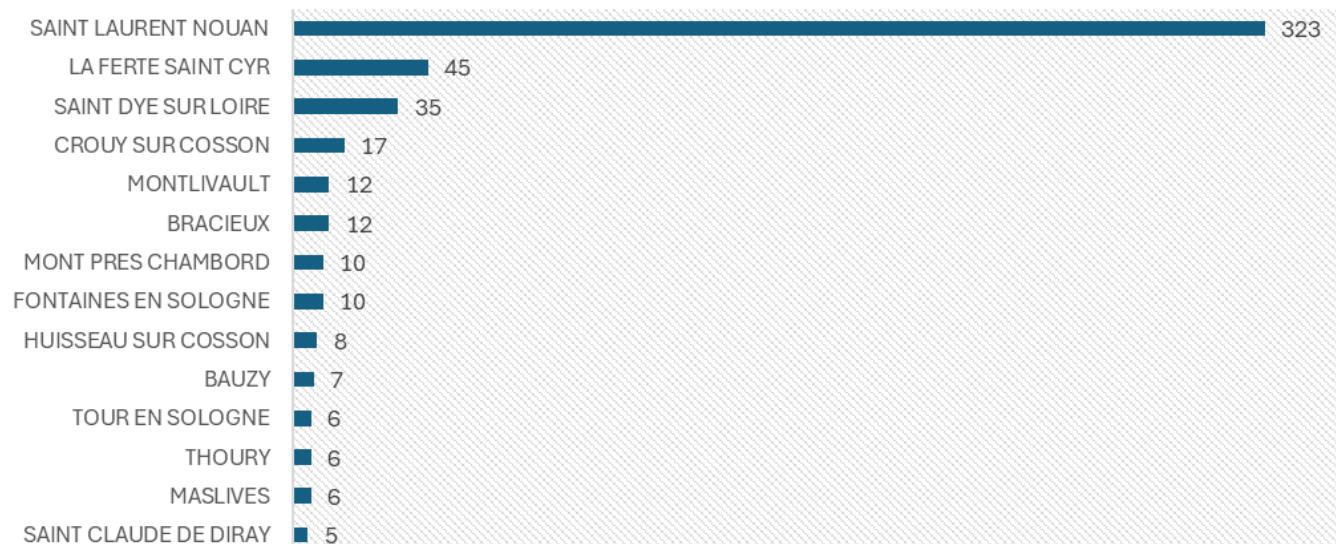 SAINT LAURENT NOUAN 323
LA FERTE SAINT CYR 45
SAINT DYE SUR LOIRE 35
CROUY SUR COSSON 17
MONTLIVAULT 12
BRACIEUX 12
MONT PRES CHAMBORD 10
FONTAINES EN SOLOGNE 10
HUISSEAU SUR COSSON 8
BAUZY 7
TOUR EN SOLOGNE 6
THOURY 6
MASLIVES 6
SAINT CLAUDE DE DIRAY 5